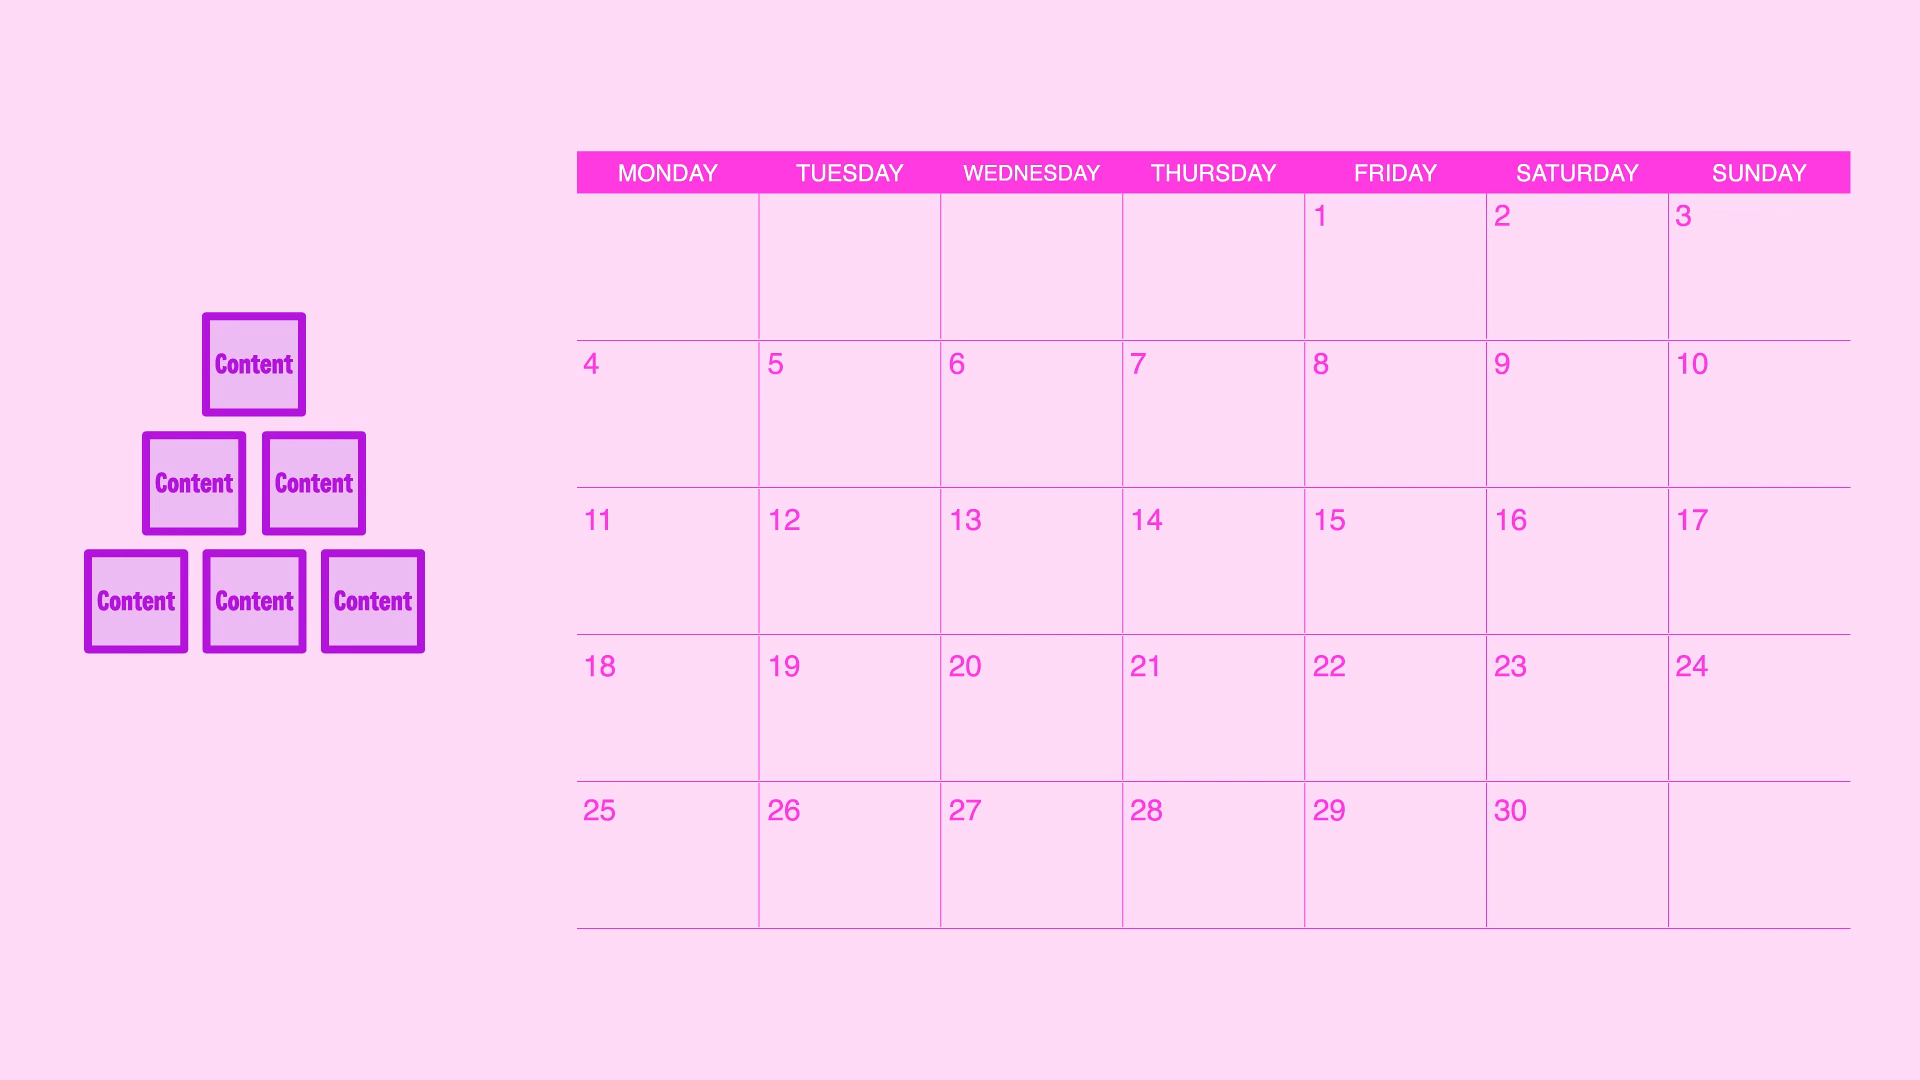 Content
Content Content
Content Content Content
MONDAY TUESDAY WEDNESDAY THURSDAY FRIDAY SATURDAY SUNDAY
1 2 3
4 5 6 7 8 9 10
11 12 13 14 15 16 17
18 19 20 21 22 23 24
25 26 27 28 29 30